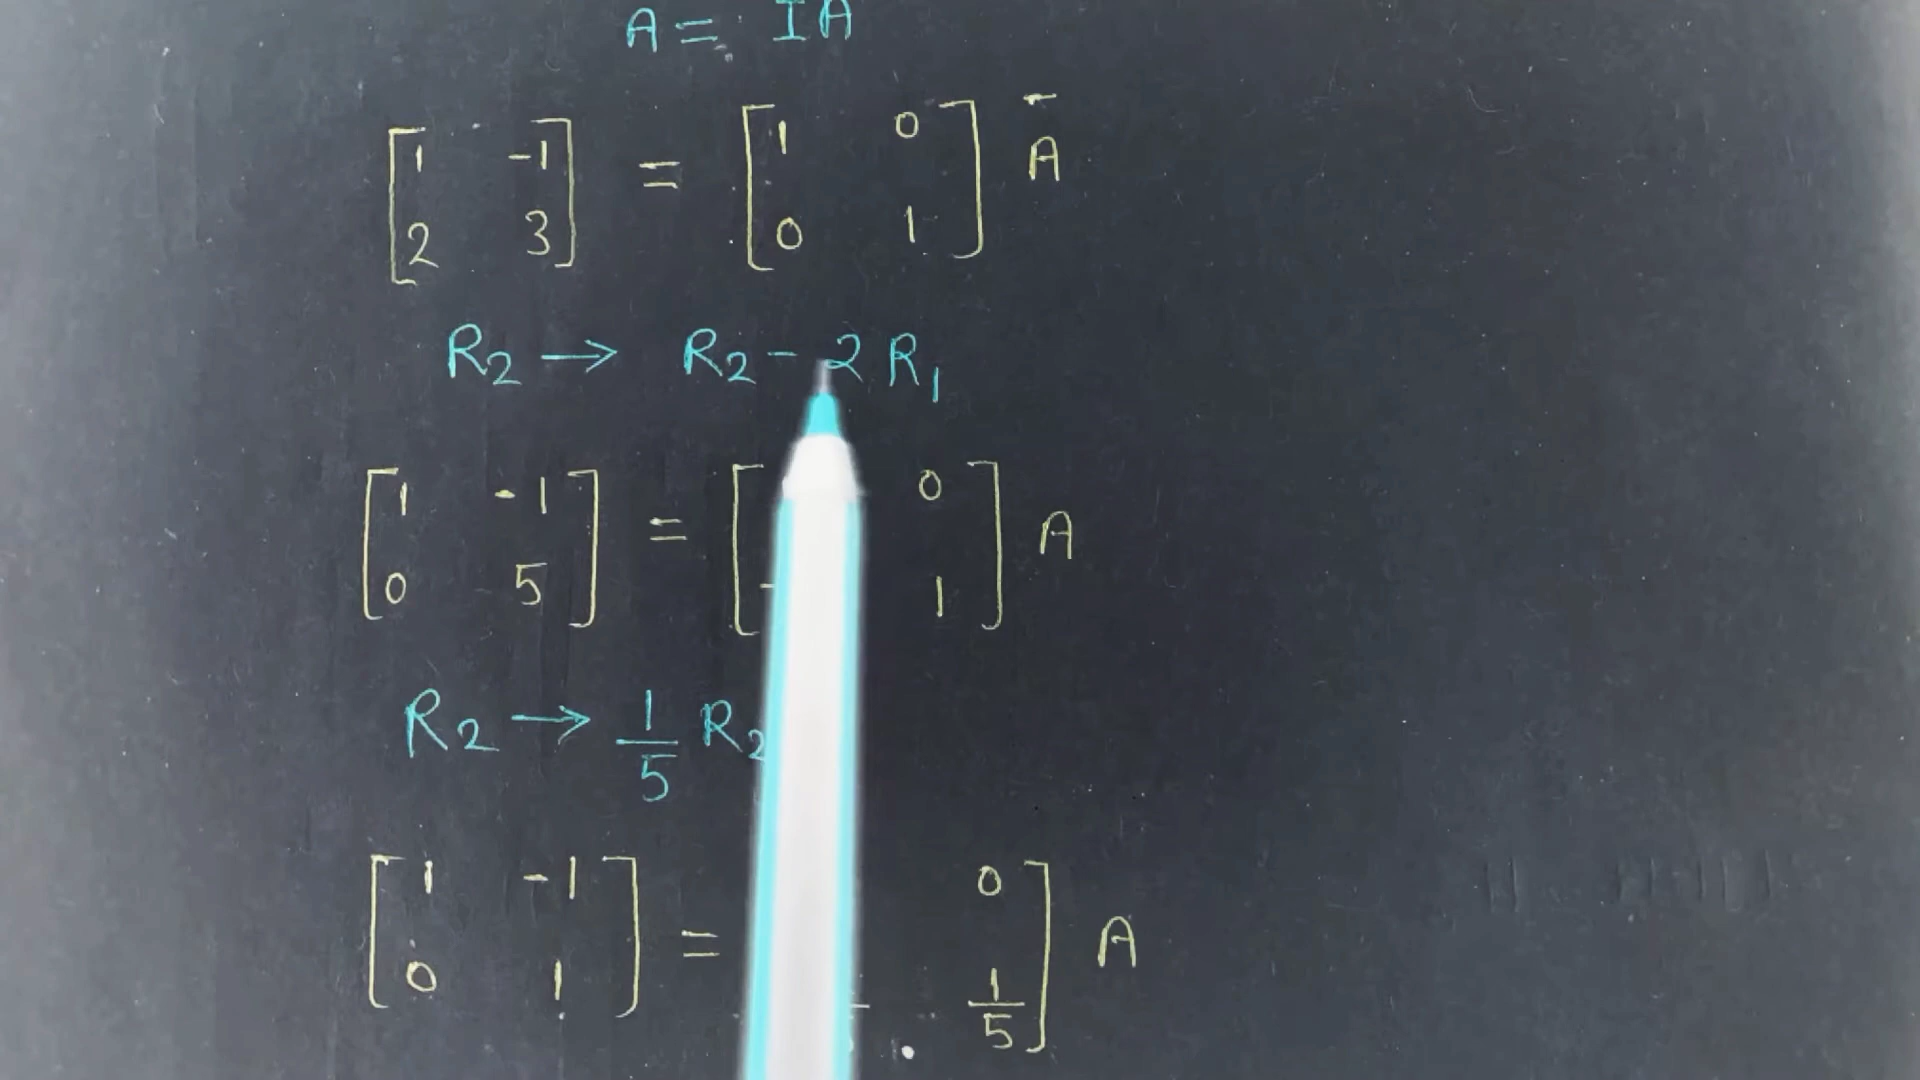 A = IA
[1 -1 = [1 0 A
2 3] 0 1]
R2 → R2 - 2R1
[1 -1 = [ 0 A
0 5] - 1]
R2 → 1/5 R2
[1 -1 = 0 A
0 1] 1/5]